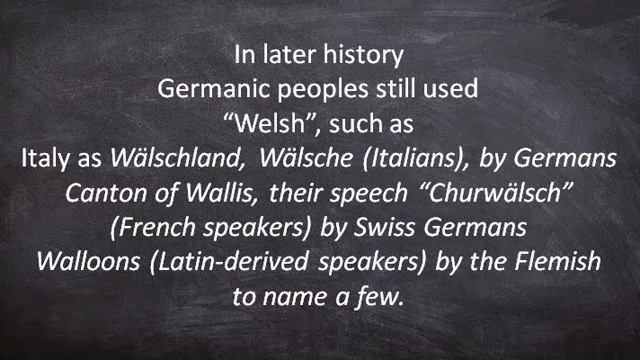 In later history
Germanic peoples still used
“Welsh”, such as
Italy as Wälschland, Wälsche (Italians), by Germans
Canton of Wallis, their speech “Churwälsch”
(French speakers) by Swiss Germans
Walloons (Latin-derived speakers) by the Flemish
to name a few.